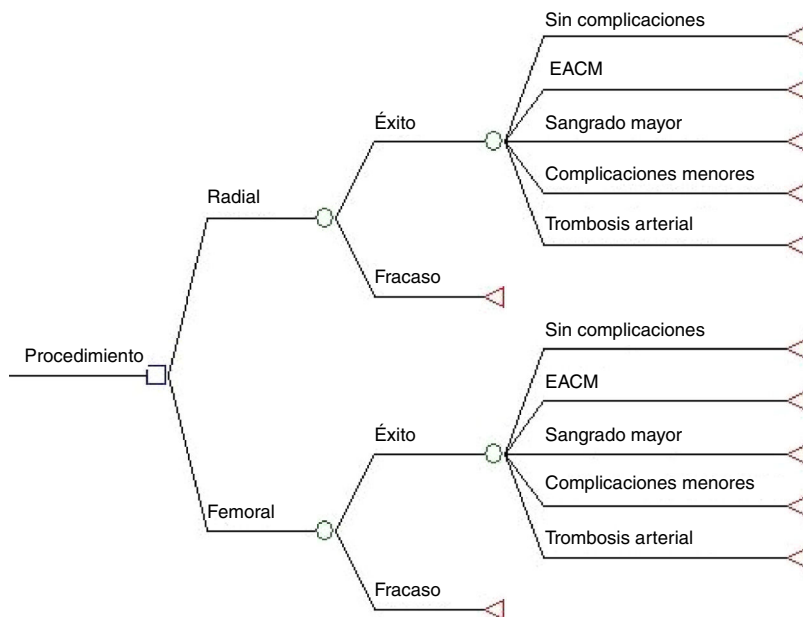 Sin complicaciones
EACM
Éxito
Sangrado mayor
Complicaciones menores
Radial
Trombosis arterial
Fracaso
Procedimiento
Sin complicaciones
EACM
Éxito
Sangrado mayor
Complicaciones menores
Femoral
Trombosis arterial
Fracaso